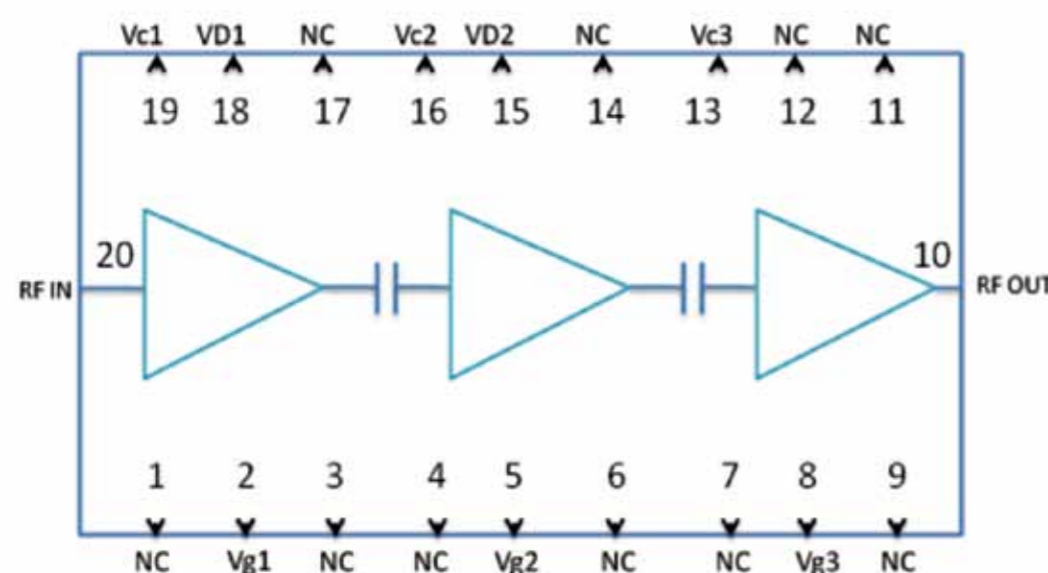 Vc1 VD1 NC Vc2 VD2 NC Vc3 NC NC
19 18 17 16 15 14 13 12 11
20 10
RF IN RF OUT
1 2 3 4 5 6 7 8 9
NC Vg1 NC NC Vg2 NC NC Vg3 NC